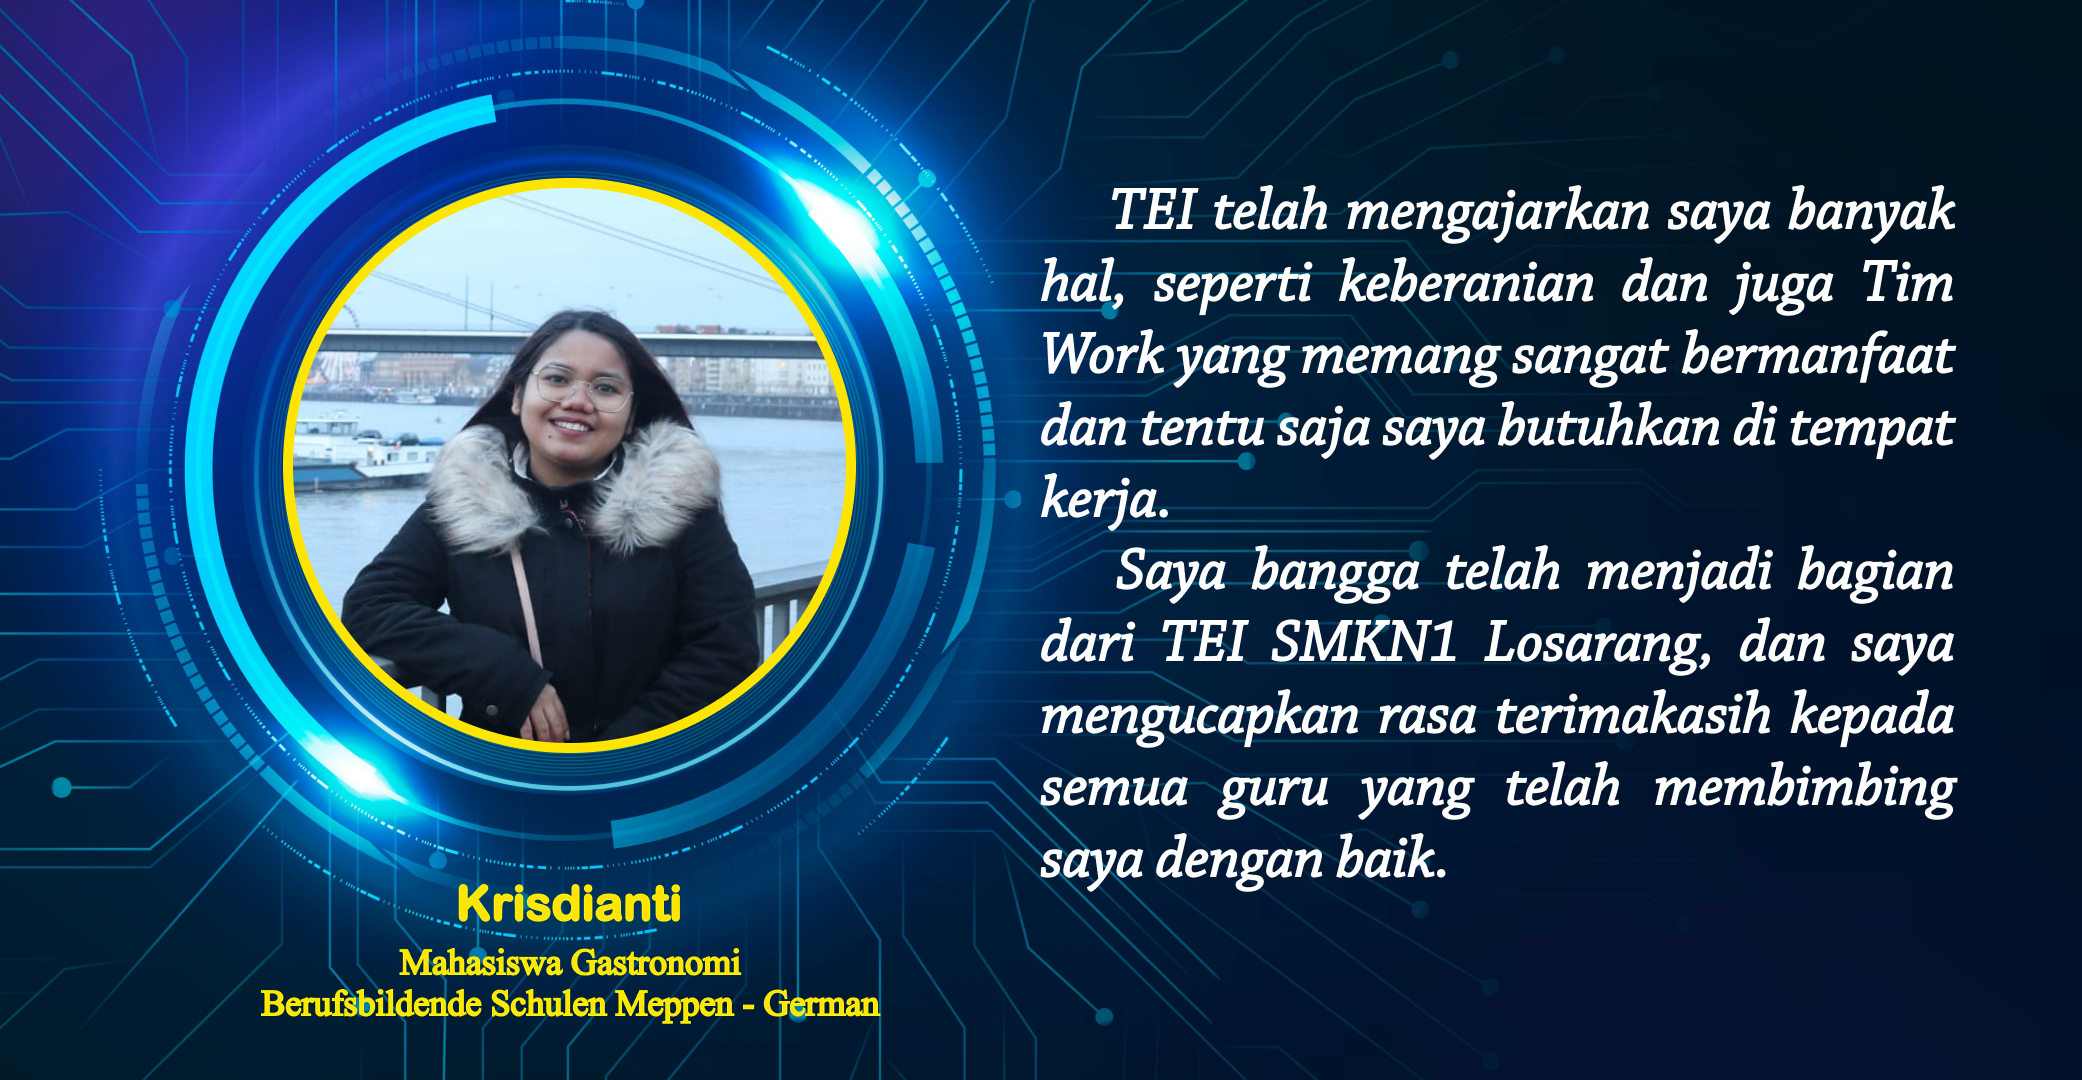 TEI telah mengajarkan saya banyak
hal, seperti keberanian dan juga Tim
Work yang memang sangat bermanfaat
dan tentu saja saya butuhkan di tempat
kerja.
Saya bangga telah menjadi bagian
dari TEI SMKN1 Losarang, dan saya
mengucapkan rasa terimakasih kepada
semua guru yang telah membimbing
saya dengan baik.
Krisdianti
Mahasiswa Gastronomi
Berufsbildende Schulen Meppen - German